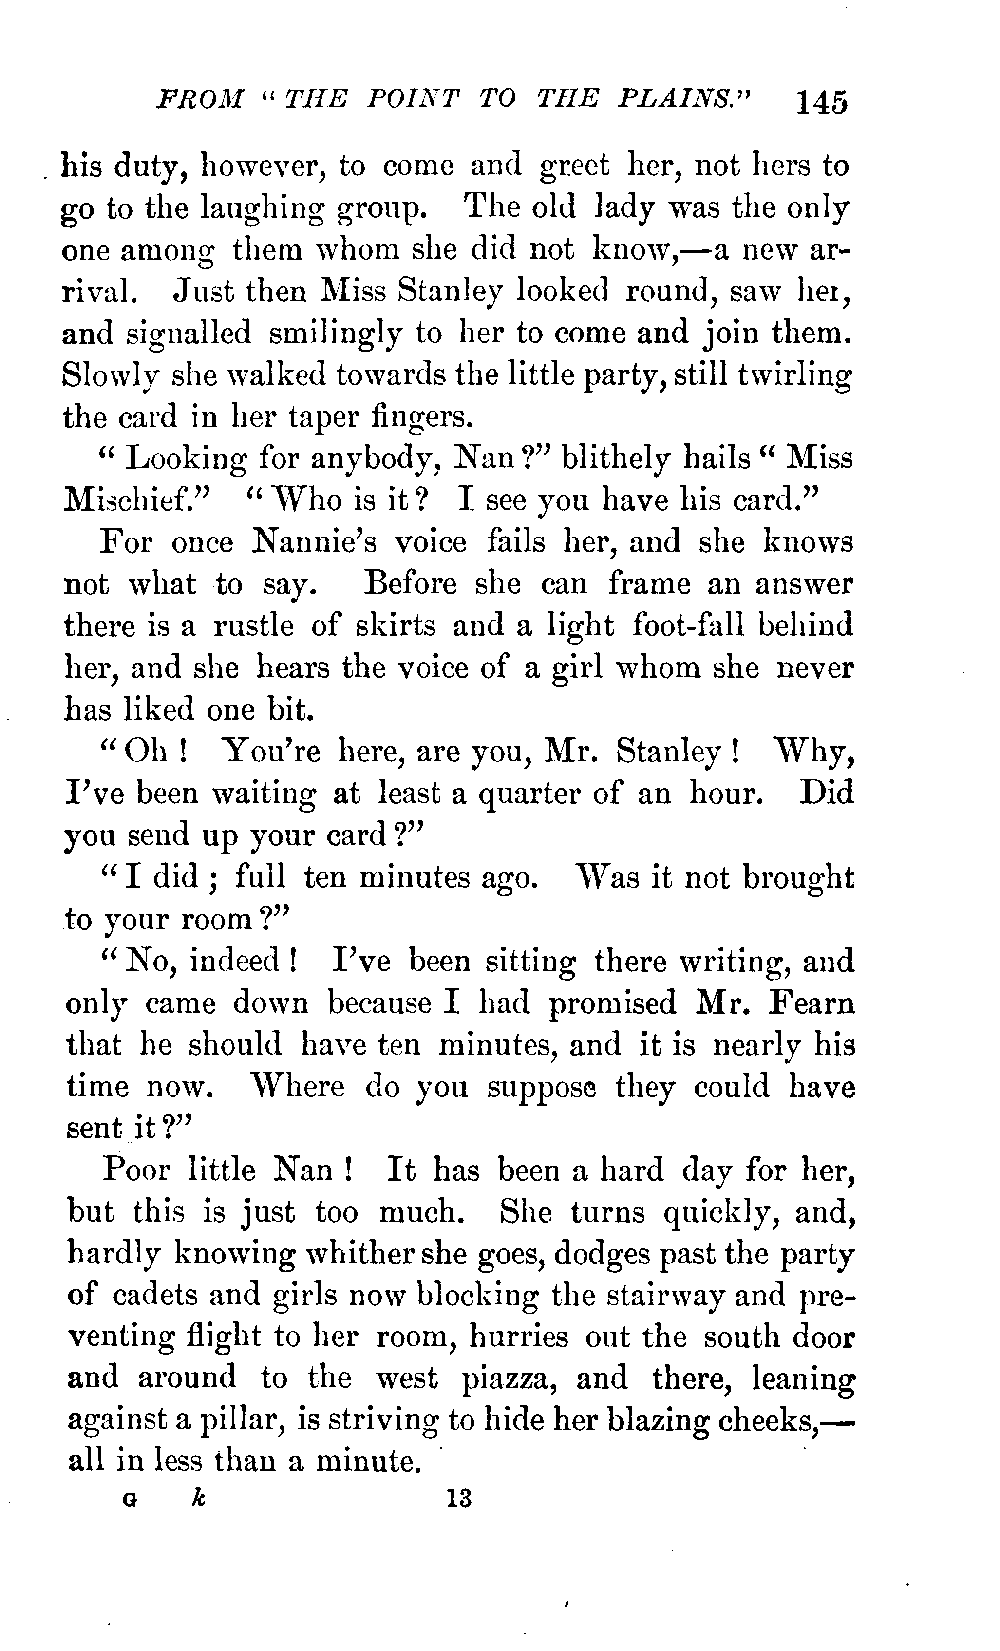 FROM “ THE POINT TO THE PLAINS.” 145
his duty, however, to come and greet her, not hers to
go to the laughing group. The old lady was the only
one among them whom she did not know,—a new ar-
rival. Just then Miss Stanley looked round, saw her,
and signalled smilingly to her to come and join them.
Slowly she walked towards the little party, still twirling
the card in her taper fingers.
“ Looking for anybody, Nan ?” blithely hails “ Miss
Mischief.” “ Who is it ? I see you have his card.”
For once Nannie’s voice fails her, and she knows
not what to say. Before she can frame an answer
there is a rustle of skirts and a light foot-fall behind
her, and she hears the voice of a girl whom she never
has liked one bit.
“ Oh ! You’re here, are you, Mr. Stanley ! Why,
I’ve been waiting at least a quarter of an hour. Did
you send up your card ?”
“ I did ; full ten minutes ago. Was it not brought
to your room ?”
“ No, indeed ! I’ve been sitting there writing, and
only came down because I had promised Mr. Fearn
that he should have ten minutes, and it is nearly his
time now. Where do you suppose they could have
sent it ?”
Poor little Nan ! It has been a hard day for her,
but this is just too much. She turns quickly, and,
hardly knowing whither she goes, dodges past the party
of cadets and girls now blocking the stairway and pre-
venting flight to her room, hurries out the south door
and around to the west piazza, and there, leaning
against a pillar, is striving to hide her blazing cheeks,—
all in less than a minute.
G k 13